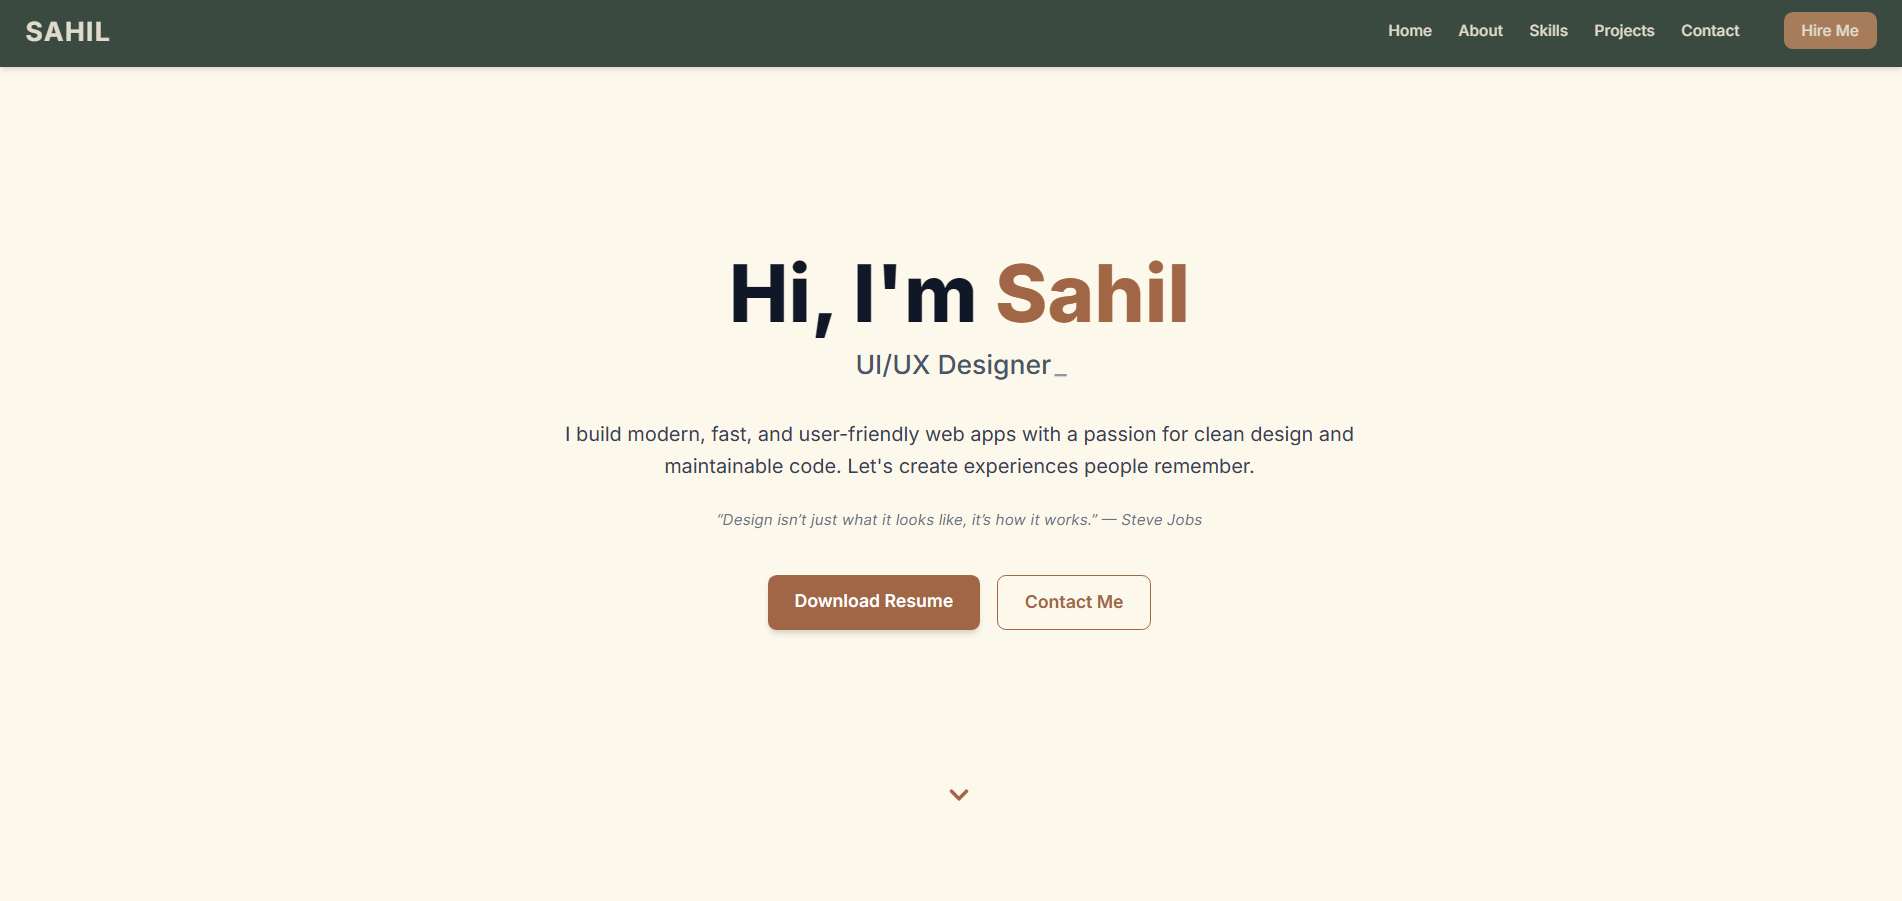 SAHIL
Home About Skills Projects Contact Hire Me
Hi, I'm Sahil
UI/UX Designer_
I build modern, fast, and user-friendly web apps with a passion for clean design and
maintainable code. Let's create experiences people remember.
“Design isn’t just what it looks like, it’s how it works.” — Steve Jobs
Download Resume Contact Me